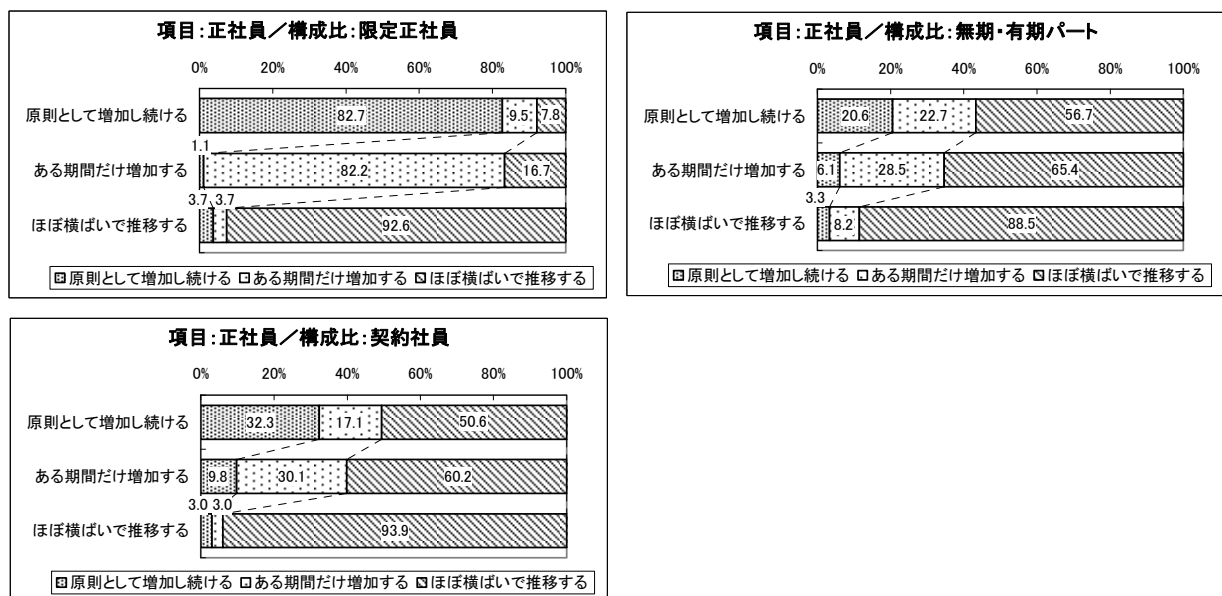 項目:正社員／構成比:限定正社員
0% 20% 40% 60% 80% 100%
原則として増加し続ける 82.7 9.5 7.8
ある期間だけ増加する 1.1 82.2 16.7
ほぼ横ばいで推移する 3.7 3.7 92.6
原則として増加し続ける ある期間だけ増加する ほぼ横ばいで推移する
項目:正社員／構成比:無期・有期パート
0% 20% 40% 60% 80% 100%
原則として増加し続ける 20.6 22.7 56.7
ある期間だけ増加する 6.1 28.5 65.4
ほぼ横ばいで推移する 3.3 8.2 88.5
原則として増加し続ける ある期間だけ増加する ほぼ横ばいで推移する
項目:正社員／構成比:契約社員
0% 20% 40% 60% 80% 100%
原則として増加し続ける 32.3 17.1 50.6
ある期間だけ増加する 9.8 30.1 60.2
ほぼ横ばいで推移する 3.0 3.0 93.9
原則として増加し続ける ある期間だけ増加する ほぼ横ばいで推移する